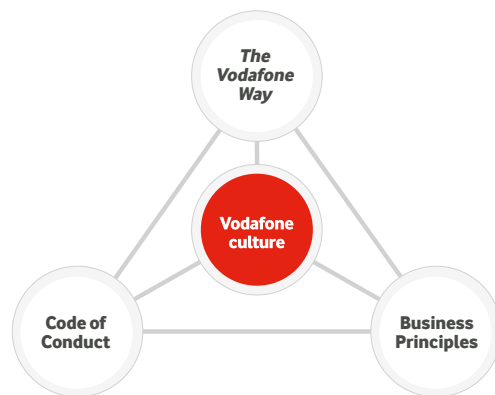 The
Vodafone
Way
Vodafone
culture
Code of
Conduct
Business
Principles